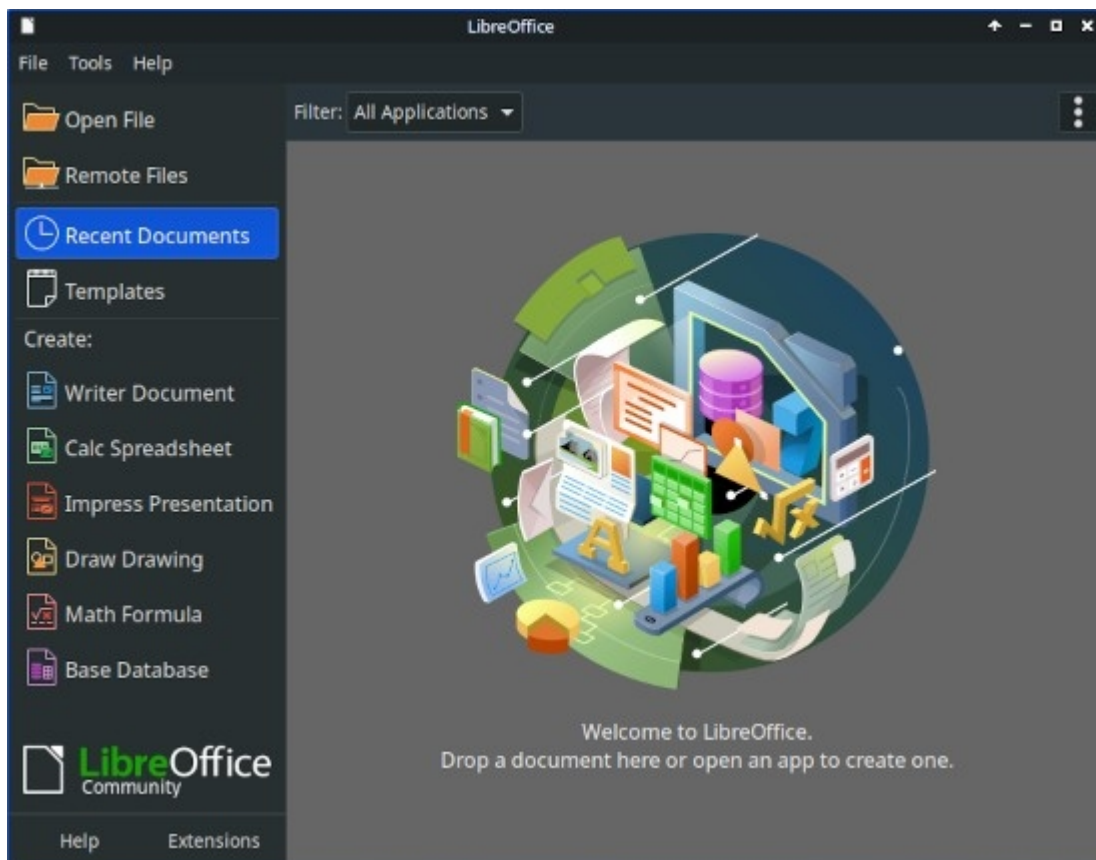 LibreOffice
File Tools Help
Open File
Remote Files
Recent Documents
Templates
Create:
Writer Document
Calc Spreadsheet
Impress Presentation
Draw Drawing
Math Formula
Base Database
LibreOffice
Community
Help Extensions
Filter: All Applications
A
Welcome to LibreOffice.
Drop a document here or open an app to create one.